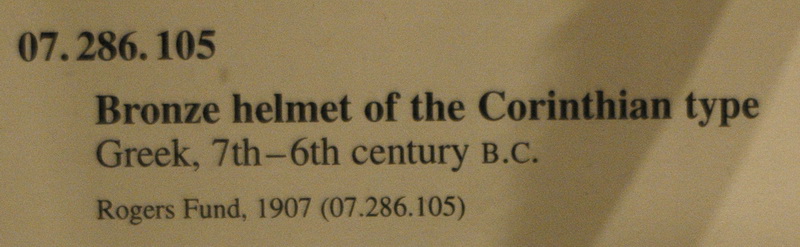 07.286.105
Bronze helmet of the Corinthian type
Greek, 7th–6th century B.C.
Rogers Fund, 1907 (07.286.105)